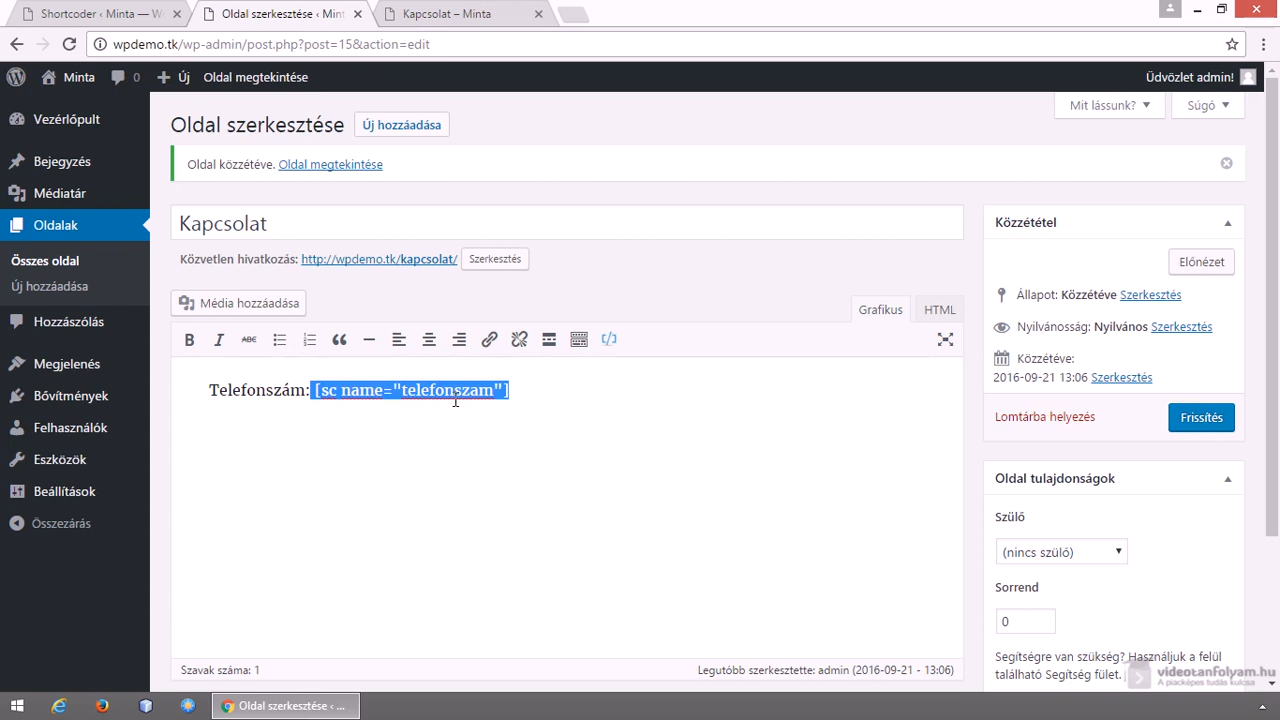 Shortcoder ‹ Minta — W
Oldal szerkesztése ‹ Mint
Kapcsolat – Minta
wpdemo.tk/wp-admin/post.php?post=15&action=edit
Minta 0 Új Oldal megtekintése Üdvözlet admin!
Vezérlőpult
Bejegyzés
Médiatár
Oldalak
Összes oldal
Új hozzáadása
Hozzászólás
Megjelenés
Bővítmények
Felhasználók
Eszközök
Beállítások
Összezárás
Mit lássunk? Súgó
Oldal szerkesztése Új hozzáadása
Oldal közzétéve. Oldal megtekintése
Kapcsolat
Közvetlen hivatkozás: http://wpdemo.tk/kapcsolat/ Szerkesztés
Média hozzáadása
Grafikus HTML
B I ABC
Telefonszám: [sc name="telefonszam"]
Szavak száma: 1 Legutóbb szerkesztette: admin (2016-09-21 - 13:06)
Közzététel
Előnézet
Állapot: Közzétéve Szerkesztés
Nyilvánosság: Nyilvános Szerkesztés
Közzétéve:
2016-09-21 13:06 Szerkesztés
Lomtárba helyezés Frissítés
Oldal tulajdonságok
Szülő
(nincs szülő)
Sorrend
0
Segítségre van szükség? Használjuk a felül
található Segítség fület.
videotanfolyam.hu
A piacképes tudás kulcsa
Oldal szerkesztése ‹ ...